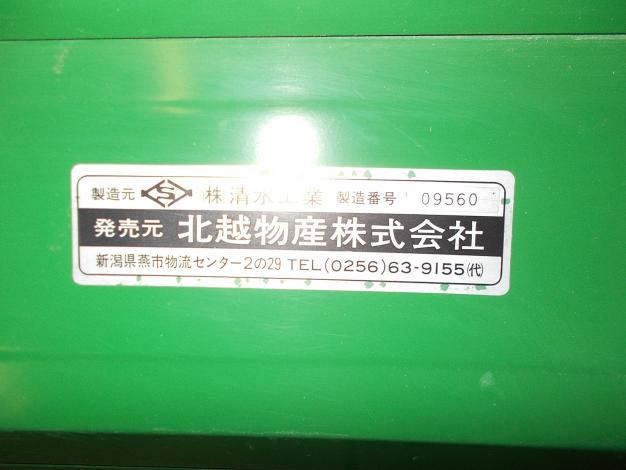 製造元 S 株清水工業 製造番号 09560
発売元 北越物産株式会社
新潟県燕市物流センター2の29 TEL(0256)63-9155(代)